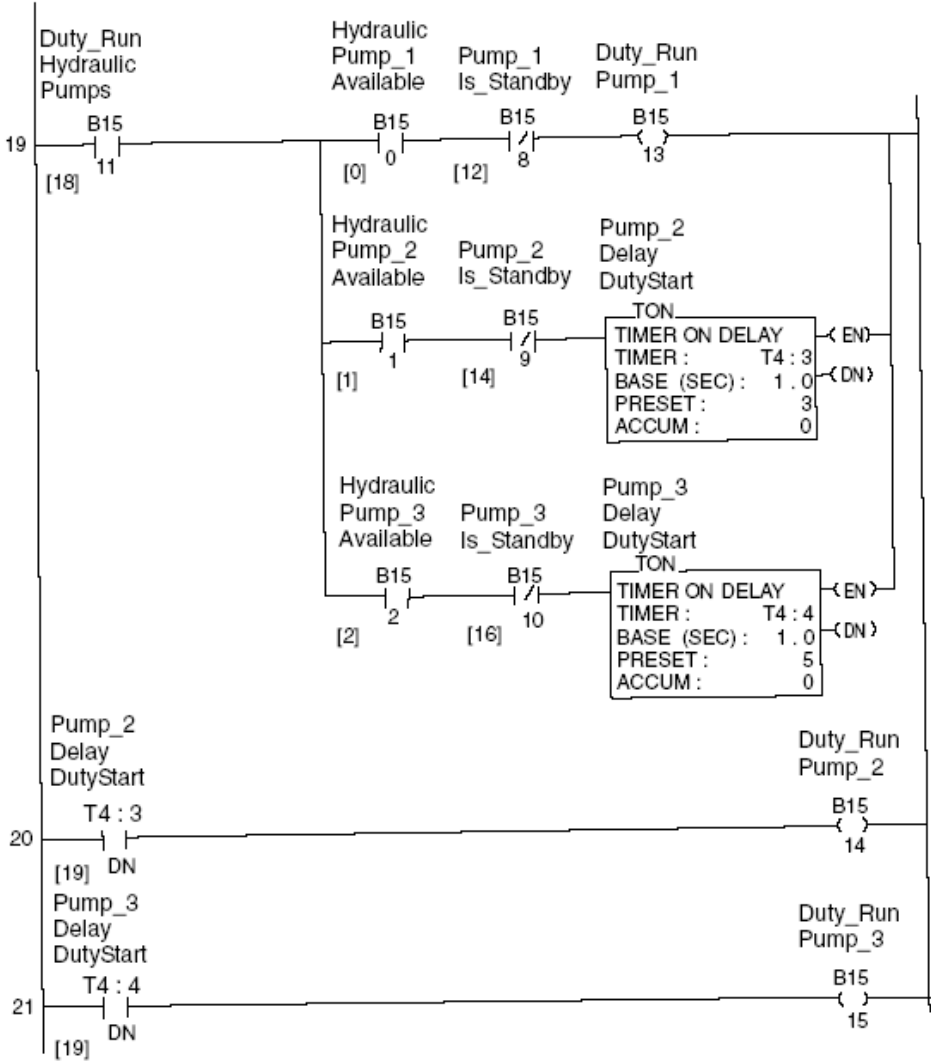 Duty_Run
Hydraulic
Pumps
Hydraulic
Pump_1
Available
Pump_1
Is_Standby
Duty_Run
Pump_1
19
B15
11
[18]
B15
0
[0]
B15
8
[12]
B15
13
Hydraulic
Pump_2
Available
Pump_2
Is_Standby
Pump_2
Delay
DutyStart
B15
1
[1]
B15
9
[14]
TON
TIMER ON DELAY
TIMER : T4 : 3
BASE (SEC) : 1 . 0
PRESET : 3
ACCUM : 0
EN
DN
Hydraulic
Pump_3
Available
Pump_3
Is_Standby
Pump_3
Delay
DutyStart
B15
2
[2]
B15
10
[16]
TON
TIMER ON DELAY
TIMER : T4 : 4
BASE (SEC) : 1 . 0
PRESET : 5
ACCUM : 0
EN
DN
Pump_2
Delay
DutyStart
Duty_Run
Pump_2
20
T4 : 3
DN
[19]
B15
14
Pump_3
Delay
DutyStart
Duty_Run
Pump_3
21
T4 : 4
DN
[19]
B15
15